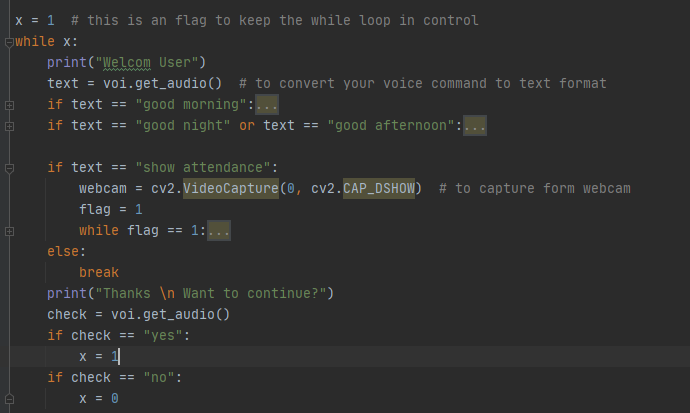 x = 1  # this is an flag to keep the while loop in control
while x:
    print("Welcom User")
    text = voi.get_audio()  # to convert your voice command to text format
    if text == "good morning":...
    if text == "good night" or text == "good afternoon":...

    if text == "show attendance":
        webcam = cv2.VideoCapture(0, cv2.CAP_DSHOW)  # to capture form webcam
        flag = 1
        while flag == 1:...
    else:
        break
    print("Thanks \n Want to continue?")
    check = voi.get_audio()
    if check == "yes":
        x = 1
    if check == "no":
        x = 0